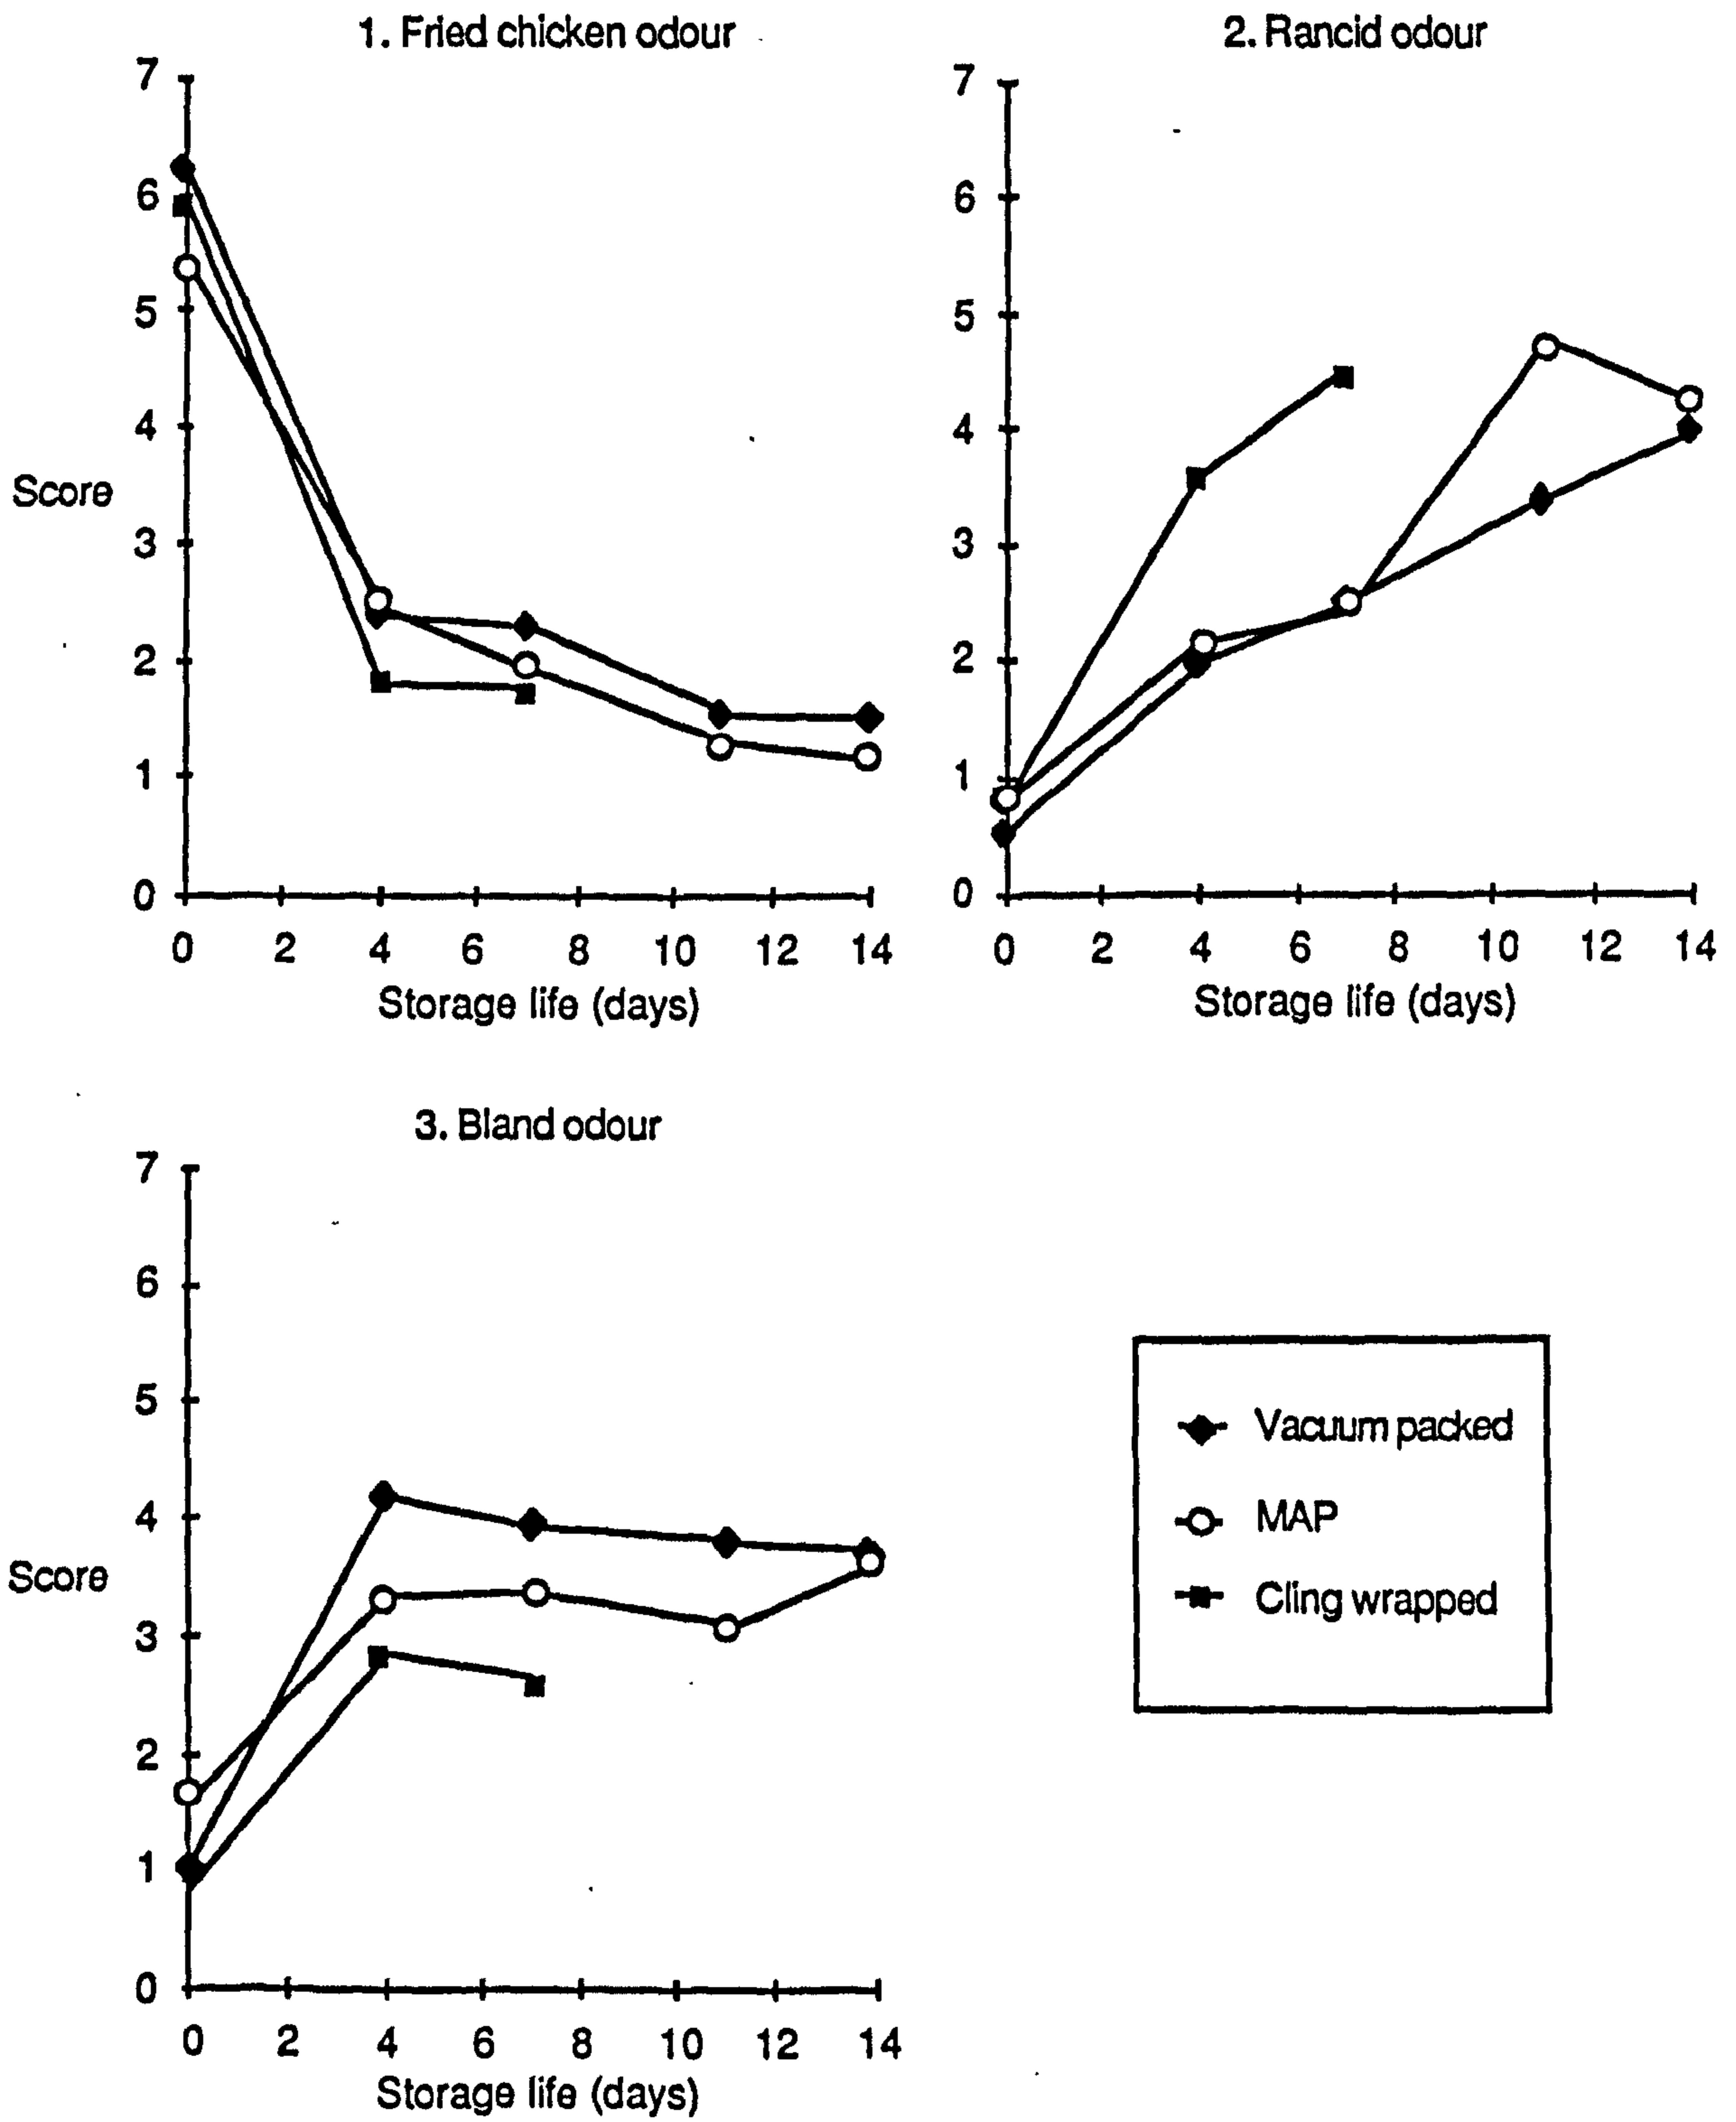 1. Fried chicken odour
7
6
5
4
3
2
1
0
Score
0 2 4 6 8 10 12 14
Storage life (days)
2. Rancid odour
7
6
5
4
3
2
1
0
0 2 4 6 8 10 12 14
Storage life (days)
3. Bland odour
7
6
5
4
3
2
1
0
Score
0 2 4 6 8 10 12 14
Storage life (days)
Vacuum packed
MAP
Cling wrapped